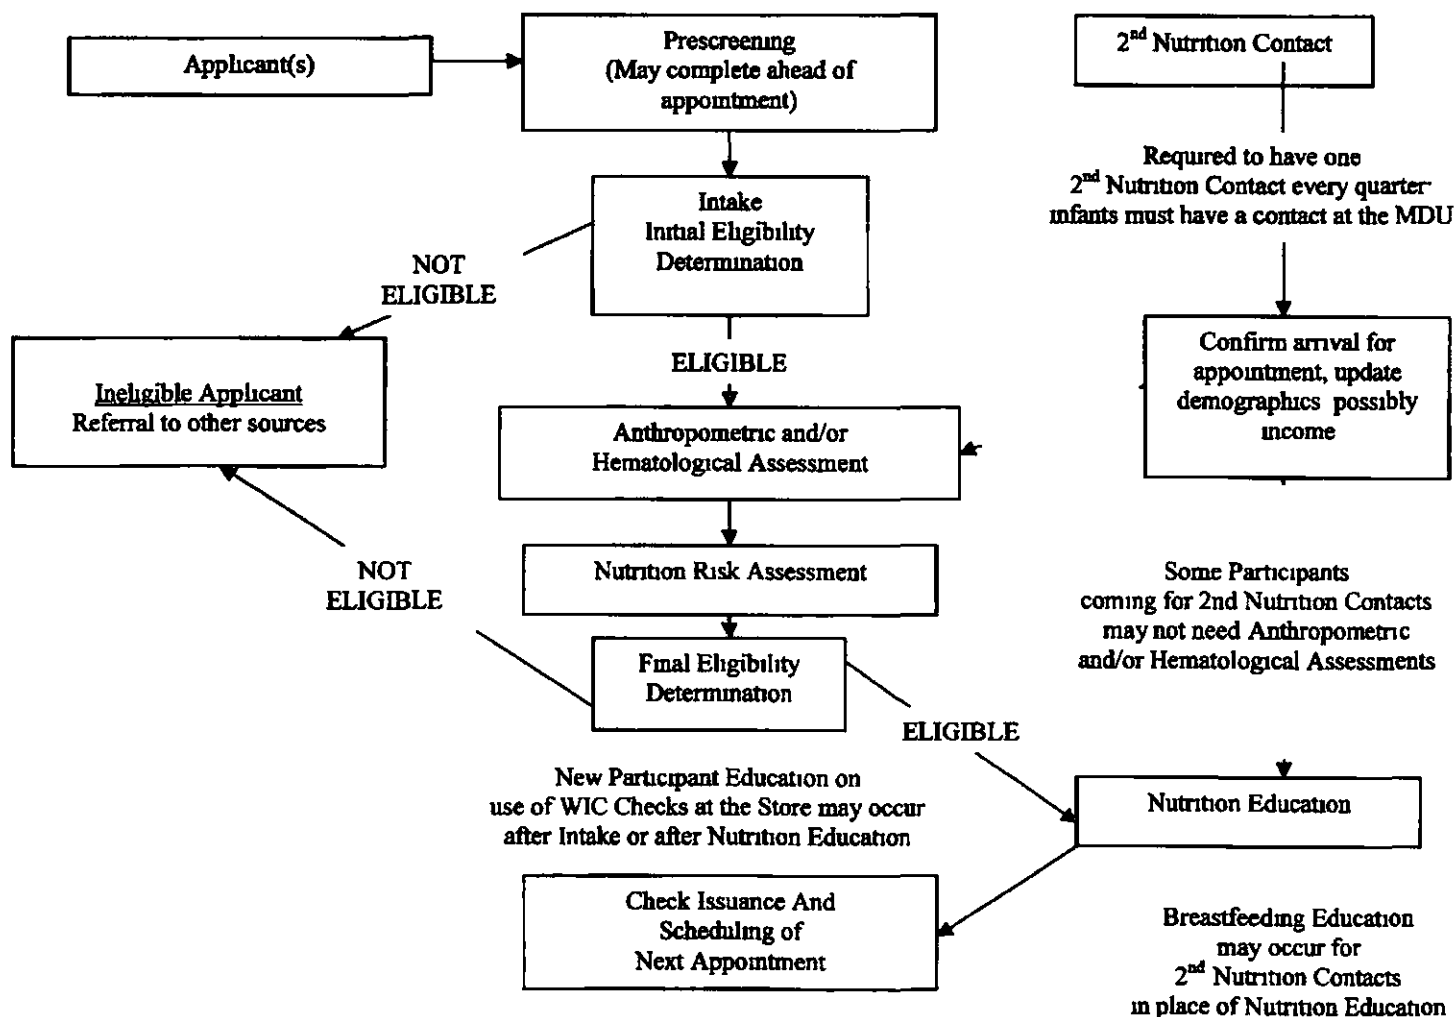 Applicant(s)
Prescreening
(May complete ahead of
appointment)
2nd Nutrition Contact
Required to have one
2nd Nutrition Contact every quarter
infants must have a contact at the MDU
Intake
Initial Eligibility
Determination
NOT
ELIGIBLE
Ineligible Applicant
Referral to other sources
ELIGIBLE
Confirm arrival for
appointment, update
demographics possibly
income
Anthropometric and/or
Hematological Assessment
Nutrition Risk Assessment
NOT
ELIGIBLE
Some Participants
coming for 2nd Nutrition Contacts
may not need Anthropometric
and/or Hematological Assessments
Final Eligibility
Determination
ELIGIBLE
New Participant Education on
use of WIC Checks at the Store may occur
after Intake or after Nutrition Education
Nutrition Education
Check Issuance And
Scheduling of
Next Appointment
Breastfeeding Education
may occur for
2nd Nutrition Contacts
in place of Nutrition Education